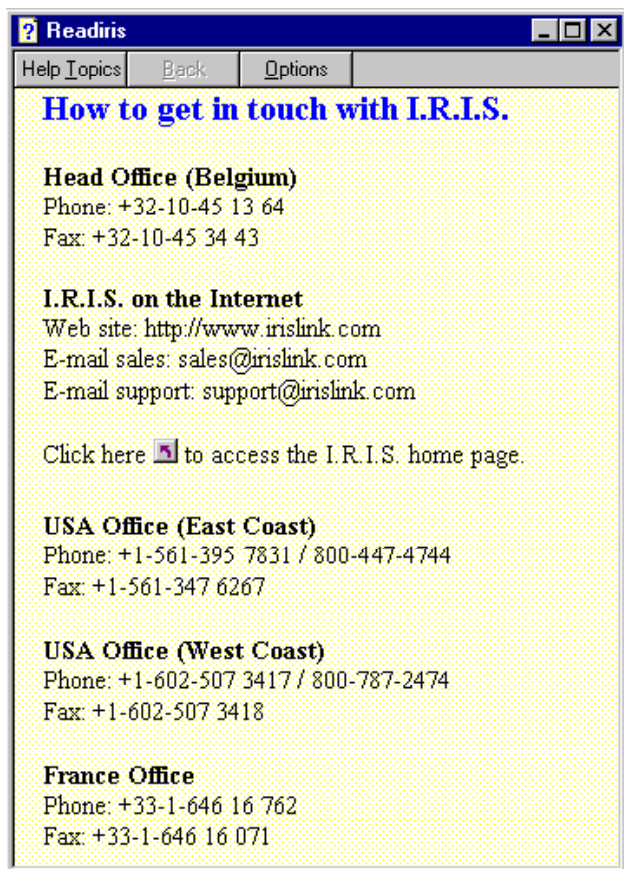 Readiris
Help Topics Back Options
How to get in touch with I.R.I.S.
Head Office (Belgium)
Phone: +32-10-45 13 64
Fax: +32-10-45 34 43
I.R.I.S. on the Internet
Web site: http://www.irislink.com
E-mail sales: sales@irislink.com
E-mail support: support@irislink.com
Click here to access the I.R.I.S. home page.
USA Office (East Coast)
Phone: +1-561-395 7831 / 800-447-4744
Fax: +1-561-347 6267
USA Office (West Coast)
Phone: +1-602-507 3417 / 800-787-2474
Fax: +1-602-507 3418
France Office
Phone: +33-1-646 16 762
Fax: +33-1-646 16 071